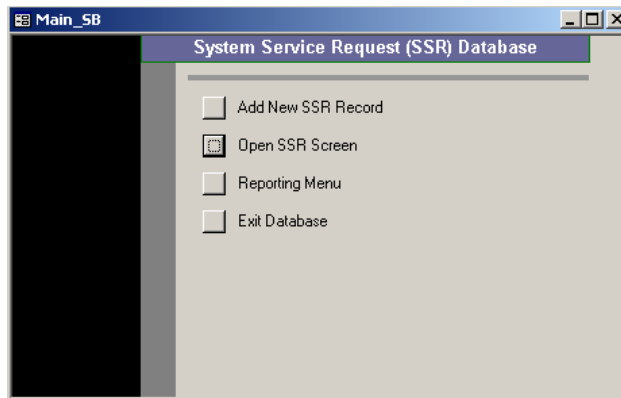 Main_SB
System Service Request (SSR) Database
Add New SSR Record
Open SSR Screen
Reporting Menu
Exit Database